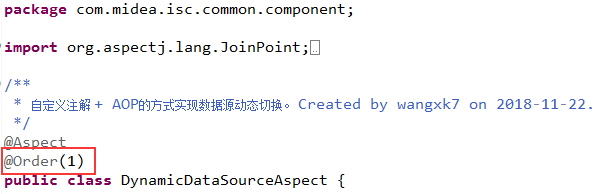 package com.midea.isc.common.component;
import org.aspectj.lang.JoinPoint;
/**
* 自定义注解 + AOP的方式实现数据源动态切换。 Created by wangxk7 on 2018-11-22.
*/
@Aspect
@Order(1)
public class DynamicDataSourceAspect {